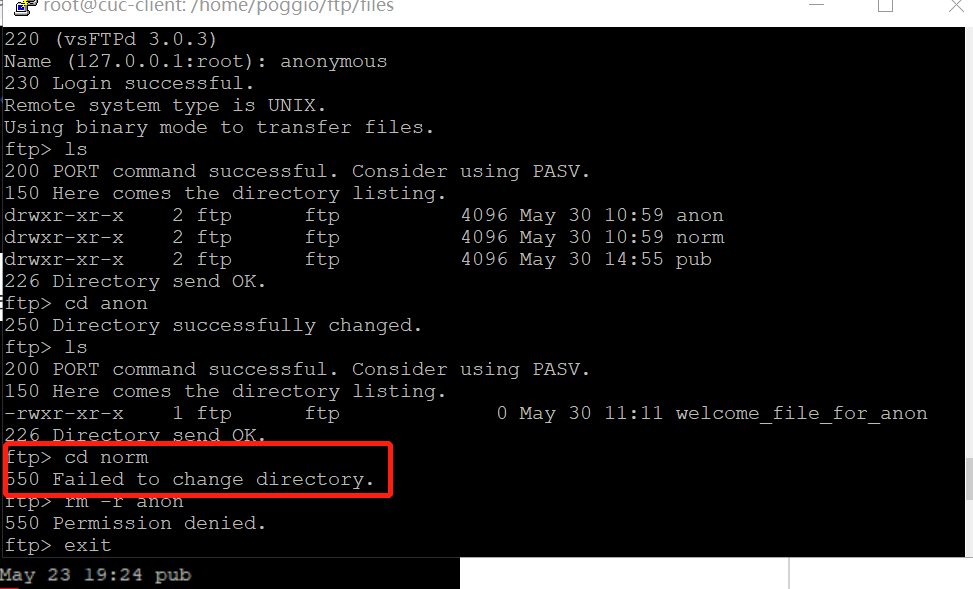 root@cuc-client: /home/poggio/ftp/files
220 (vsFTPd 3.0.3)
Name (127.0.0.1:root): anonymous
230 Login successful.
Remote system type is UNIX.
Using binary mode to transfer files.
ftp> ls
200 PORT command successful. Consider using PASV.
150 Here comes the directory listing.
drwxr-xr-x    2 ftp      ftp          4096 May 30 10:59 anon
drwxr-xr-x    2 ftp      ftp          4096 May 30 10:59 norm
drwxr-xr-x    2 ftp      ftp          4096 May 30 14:55 pub
226 Directory send OK.
ftp> cd anon
250 Directory successfully changed.
ftp> ls
200 PORT command successful. Consider using PASV.
150 Here comes the directory listing.
-rwxr-xr-x    1 ftp      ftp             0 May 30 11:11 welcome_file_for_anon
226 Directory send OK.
ftp> cd norm
550 Failed to change directory.
ftp> rm -r anon
550 Permission denied.
ftp> exit
May 23 19:24 pub